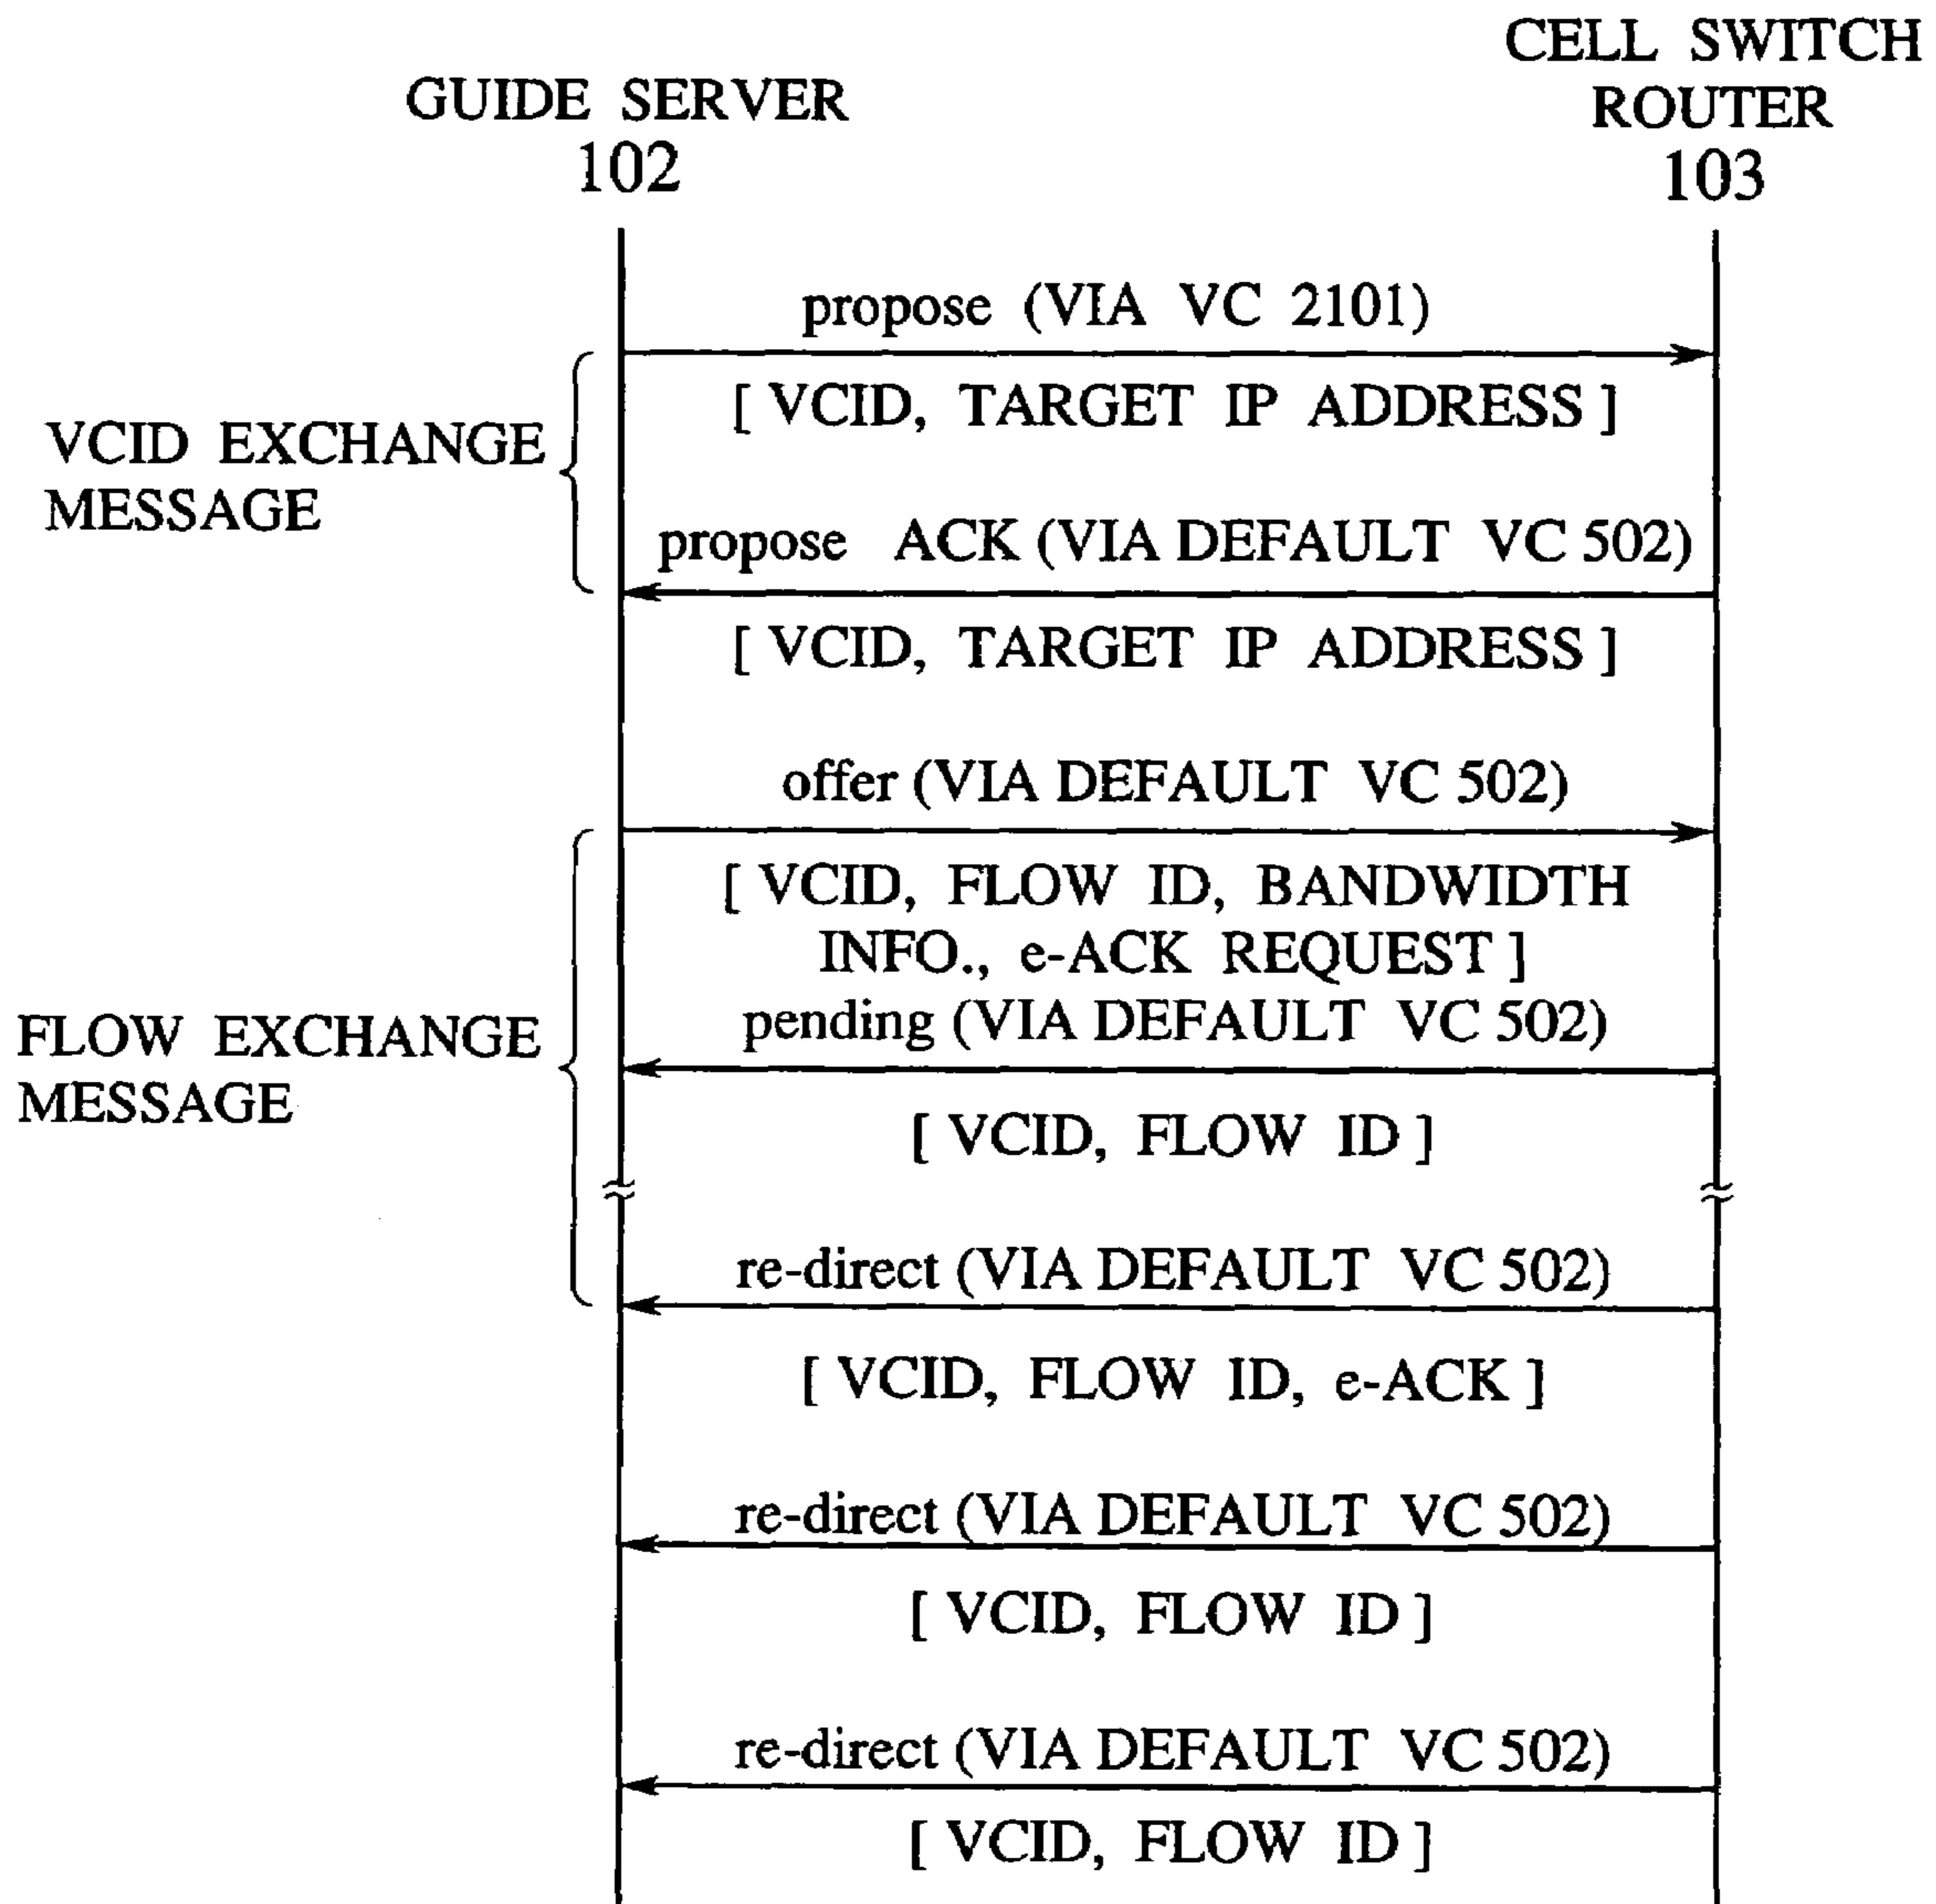 CELL SWITCH
ROUTER
103
GUIDE SERVER
102
propose (VIA VC 2101)
[ VCID, TARGET IP ADDRESS ]
VCID EXCHANGE
MESSAGE
propose ACK (VIA DEFAULT VC 502)
[ VCID, TARGET IP ADDRESS ]
offer (VIA DEFAULT VC 502)
[ VCID, FLOW ID, BANDWIDTH
INFO., e-ACK REQUEST ]
pending (VIA DEFAULT VC 502)
FLOW EXCHANGE
MESSAGE
[ VCID, FLOW ID ]
re-direct (VIA DEFAULT VC 502)
[ VCID, FLOW ID, e-ACK ]
re-direct (VIA DEFAULT VC 502)
[ VCID, FLOW ID ]
re-direct (VIA DEFAULT VC 502)
[ VCID, FLOW ID ]